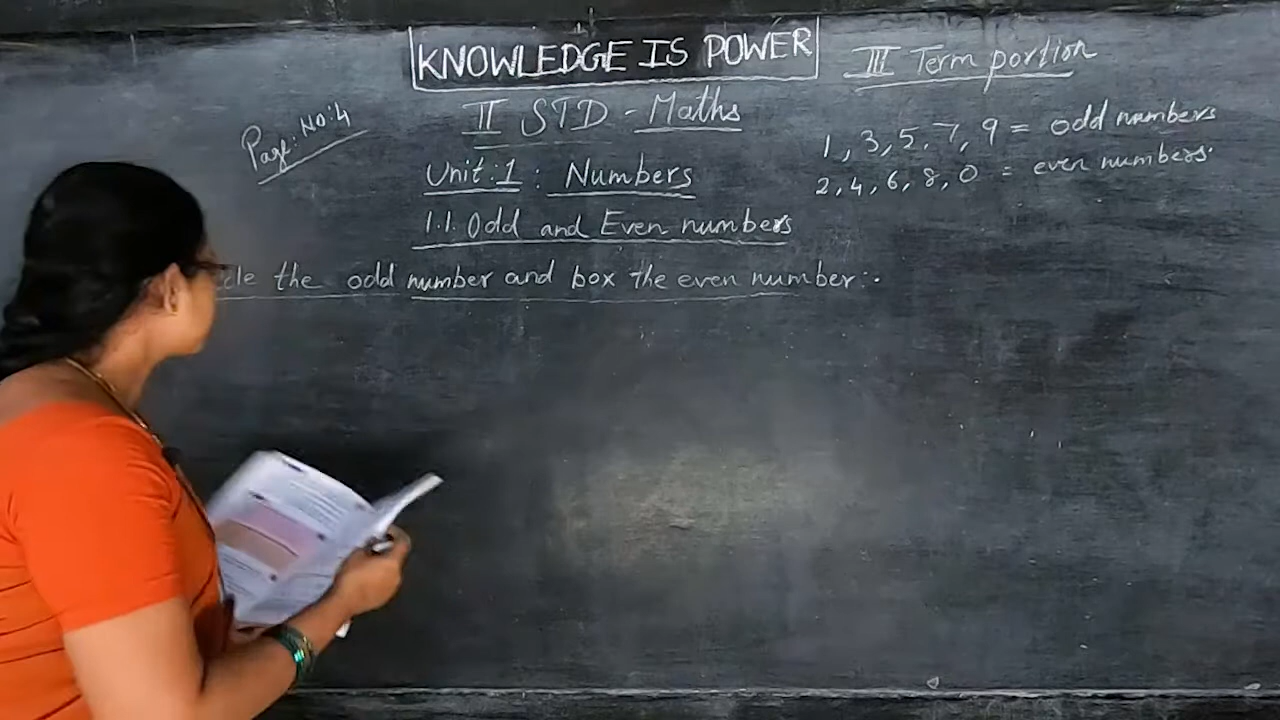 KNOWLEDGE IS POWER
III Term portion
II STD - Maths
Page: No:4
1, 3, 5, 7, 9 = odd numbers
2, 4, 6, 8, 0 = even numbers.
Unit:1: Numbers
1.1. Odd and Even numbers
the odd number and box the even number:.